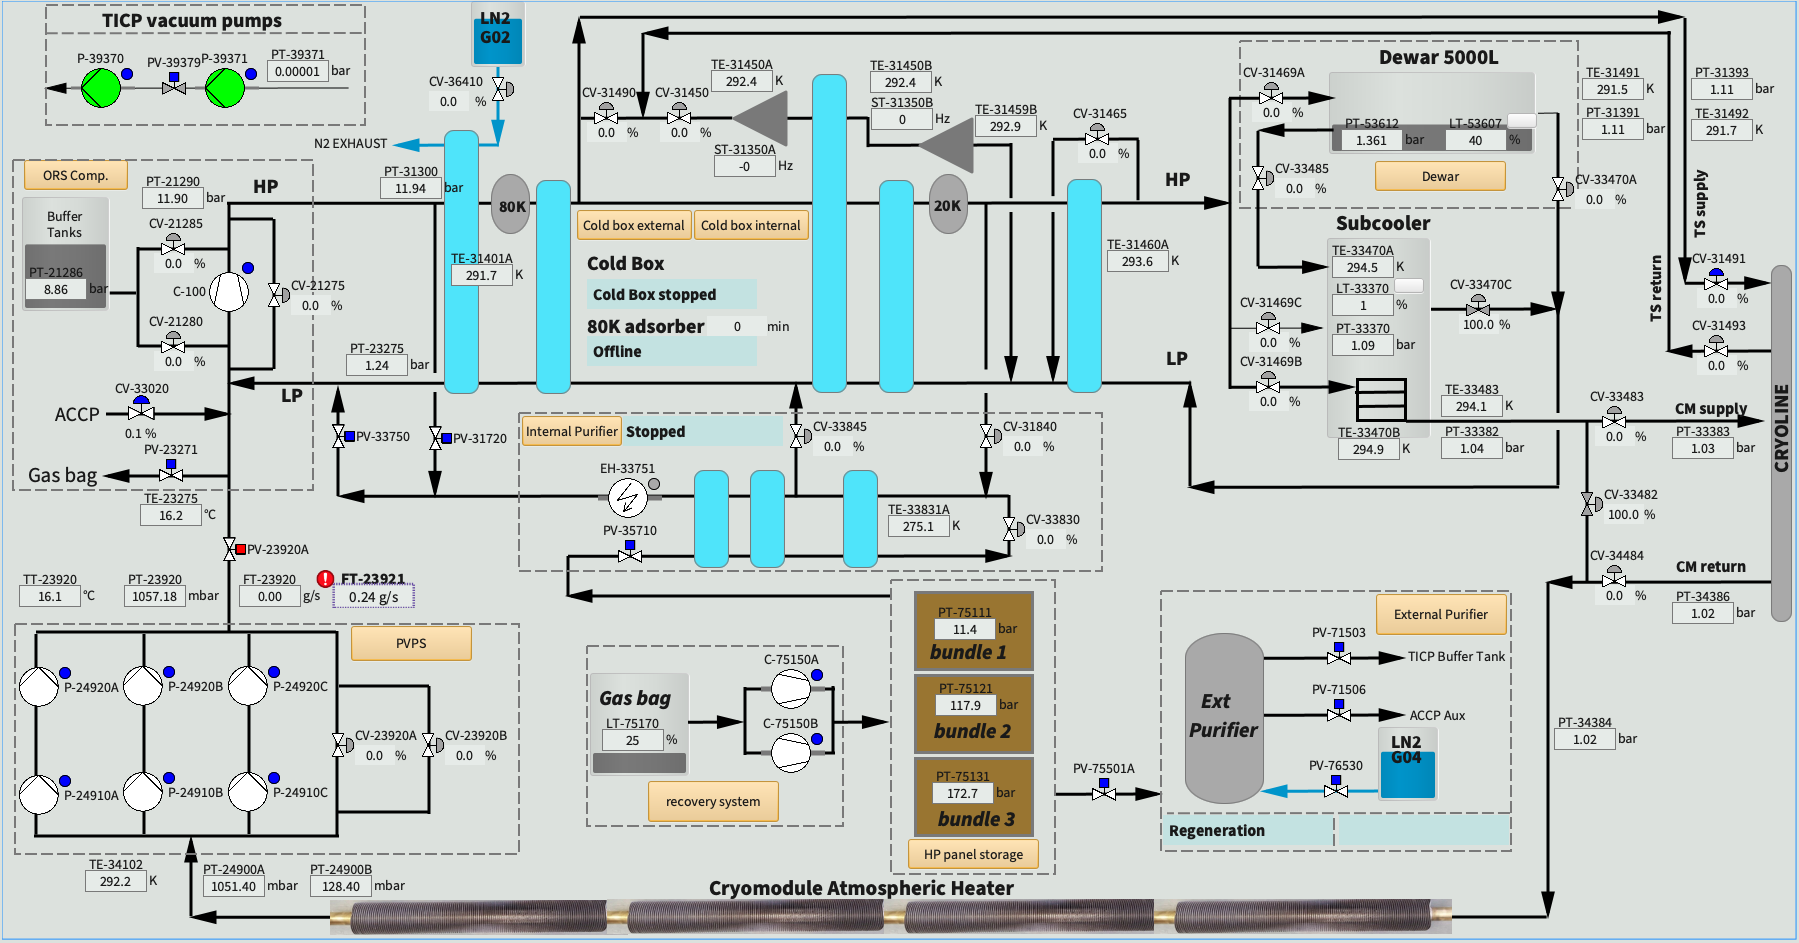 TICP vacuum pumps
P-39370
PV-39379
P-39371
PT-39371
0.00001 bar
LN2
G02
CV-36410
0.0 %
N2 EXHAUST
TE-31450A
292.4 K
TE-31450B
292.4 K
ST-31350B
0 Hz
ST-31350A
-0 Hz
TE-31459B
292.9 K
CV-31490
0.0 %
CV-31450
0.0 %
CV-31465
0.0 %
Dewar 5000L
CV-31469A
0.0 %
PT-53612
1.361 bar
LT-53607
40 %
Dewar
CV-33485
0.0 %
CV-33470A
0.0 %
TE-31491
291.5 K
PT-31391
1.11 bar
PT-31393
1.11 bar
TE-31492
291.7 K
TS supply
TS return
CV-31491
0.0 %
CV-31493
0.0 %
CRYOLINE
ORS Comp.
PT-21290
11.90 bar
HP
PT-31300
11.94 bar
80K
20K
HP
Buffer
Tanks
PT-21286
8.86 bar
CV-21285
0.0 %
C-100
CV-21275
0.0 %
CV-21280
0.0 %
TE-31401A
291.7 K
Cold box external
Cold box internal
Cold Box
Cold Box stopped
80K adsorber 0 min
Offline
TE-31460A
293.6 K
Subcooler
TE-33470A
294.5 K
LT-33370
1 %
PT-33370
1.09 bar
CV-33470C
100.0 %
CV-31469C
0.0 %
CV-31469B
0.0 %
TE-33470B
294.9 K
TE-33483
294.1 K
PT-33382
1.04 bar
CV-33483
0.0 %
CM supply
PT-33383
1.03 bar
CV-33482
100.0 %
CV-34484
0.0 %
CM return
PT-34386
1.02 bar
PT-34384
1.02 bar
PT-23275
1.24 bar
LP
LP
CV-33020
ACCP
0.1 %
PV-23271
Gas bag
TE-23275
16.2 °C
PV-33750
PV-31720
Internal Purifier
Stopped
CV-33845
0.0 %
CV-31840
0.0 %
EH-33751
PV-35710
TE-33831A
275.1 K
CV-33830
0.0 %
PV-23920A
TT-23920
16.1 °C
PT-23920
1057.18 mbar
FT-23920
0.00 g/s
FT-23921
0.24 g/s
PVPS
P-24920A
P-24920B
P-24920C
CV-23920A
0.0 %
CV-23920B
0.0 %
P-24910A
P-24910B
P-24910C
TE-34102
292.2 K
PT-24900A
1051.40 mbar
PT-24900B
128.40 mbar
Gas bag
LT-75170
25 %
C-75150A
C-75150B
recovery system
PT-75111
11.4 bar
bundle 1
PT-75121
117.9 bar
bundle 2
PT-75131
172.7 bar
bundle 3
HP panel storage
PV-75501A
External Purifier
Ext
Purifier
PV-71503
TICP Buffer Tank
PV-71506
ACCP Aux
PV-76530
LN2
G04
Regeneration
Cryomodule Atmospheric Heater